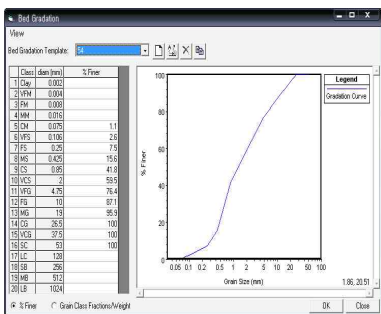 Bed Gradation
View
Bed Gradation Template: 54
Class diam (mm) % Finer
1 Clay 0.002
2 VFM 0.004
3 FM 0.008
4 MM 0.016
5 CM 0.075 1.1
6 VFS 0.106 2.6
7 FS 0.25 7.5
8 MS 0.425 15.6
9 CS 0.85 41.8
10 VCS 2 59.5
11 VFG 4.75 76.4
12 FG 10 87.1
13 MG 19 95.9
14 CG 26.5 100
15 VCG 37.5 100
16 SC 53 100
17 LC 128
18 SB 256
19 MB 512
20 LB 1024
100
80
60
40
20
0
% Finer
0.05 0.1 0.2 0.5 1 2 5 10 20 50 100
Grain Size (mm)
Legend
Gradation Curve
1.86, 20.51
% Finer Grain Class Fractions/Weight
OK Close